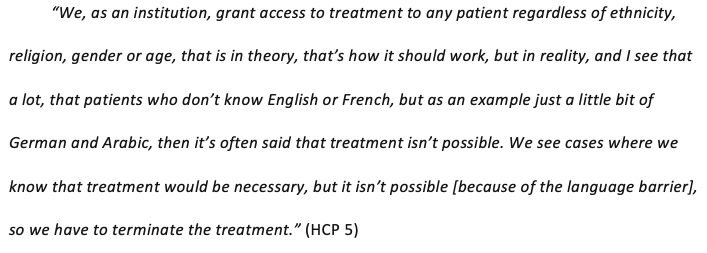 “We, as an institution, grant access to treatment to any patient regardless of ethnicity,
religion, gender or age, that is in theory, that’s how it should work, but in reality, and I see that
a lot, that patients who don’t know English or French, but as an example just a little bit of
German and Arabic, then it’s often said that treatment isn’t possible. We see cases where we
know that treatment would be necessary, but it isn’t possible [because of the language barrier],
so we have to terminate the treatment.” (HCP 5)